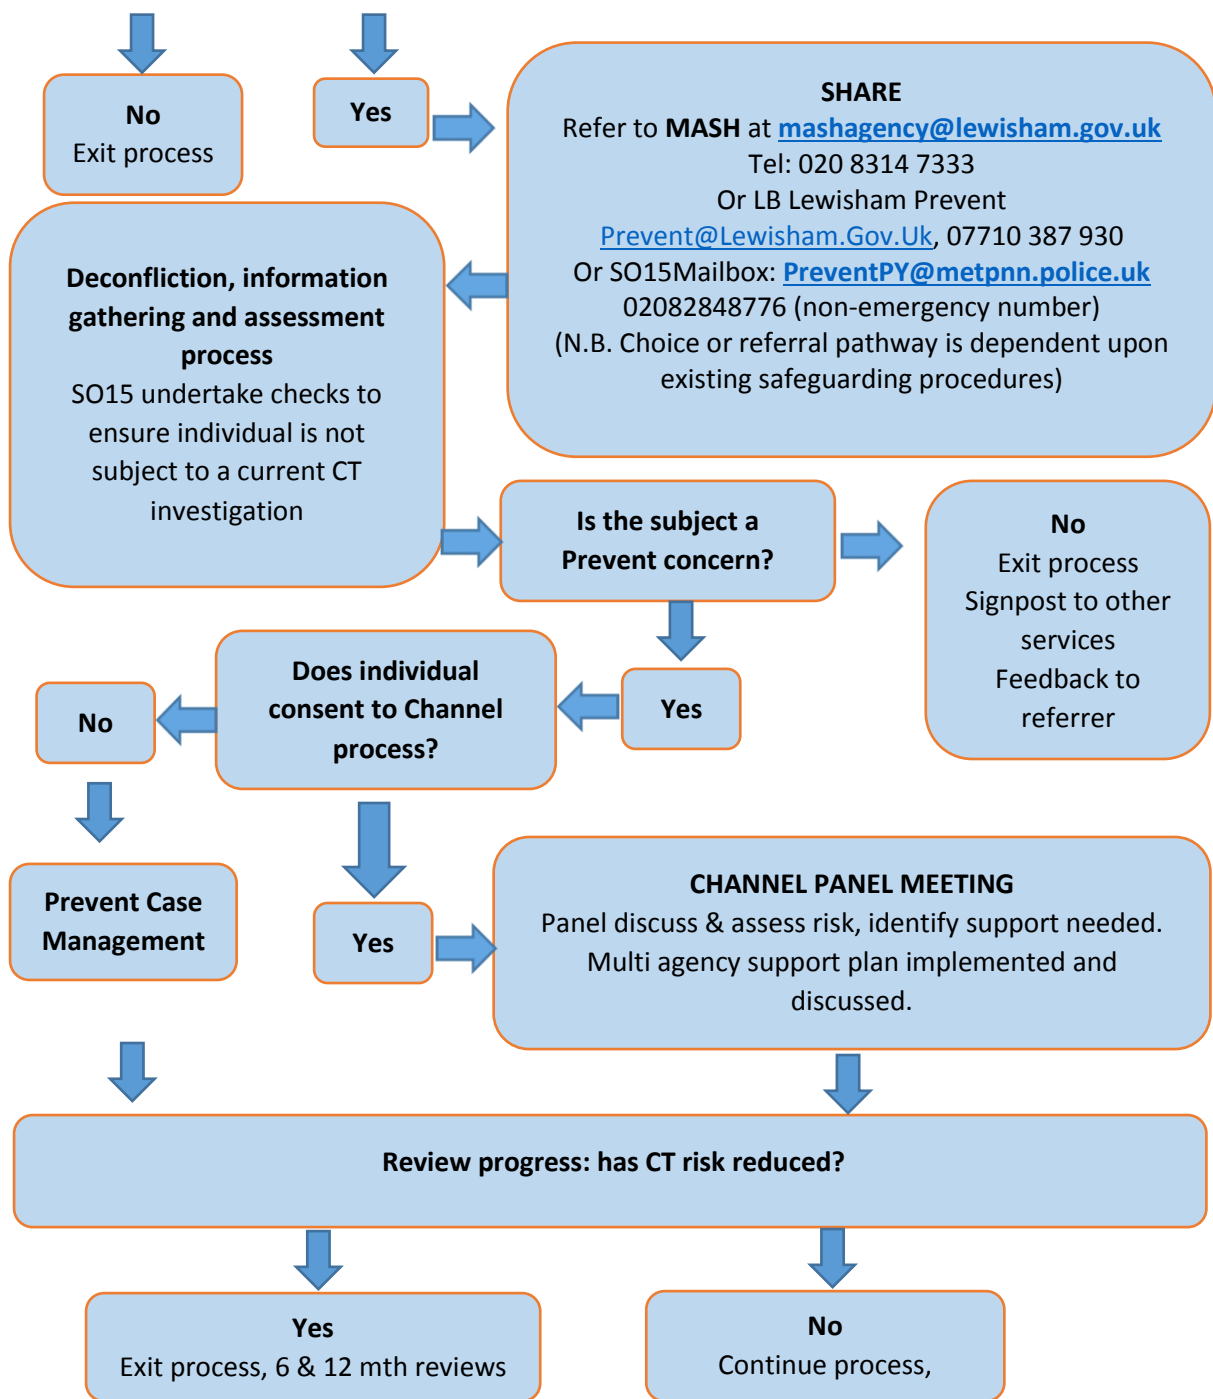 No
Exit process
Yes
SHARE
Refer to MASH at mashagency@lewisham.gov.uk
Tel: 020 8314 7333
Or LB Lewisham Prevent
Prevent@Lewisham.Gov.Uk, 07710 387 930
Or SO15Mailbox: PreventPY@metpnn.police.uk
02082848776 (non-emergency number)
(N.B. Choice or referral pathway is dependent upon
existing safeguarding procedures)
Deconfliction, information
gathering and assessment
process
SO15 undertake checks to
ensure individual is not
subject to a current CT
investigation
Is the subject a
Prevent concern?
No
Exit process
Signpost to other
services
Feedback to
referrer
Yes
Does individual
consent to Channel
process?
No
Prevent Case
Management
Yes
CHANNEL PANEL MEETING
Panel discuss & assess risk, identify support needed.
Multi agency support plan implemented and
discussed.
Review progress: has CT risk reduced?
Yes
Exit process, 6 & 12 mth reviews
No
Continue process,